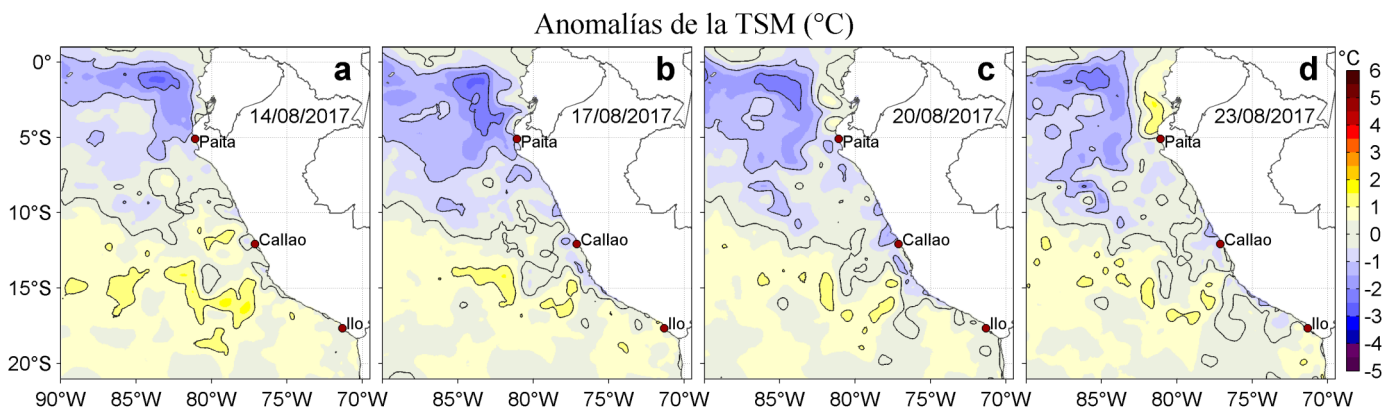 Anomalías de la TSM (°C)
a
b
c
d
14/08/2017
17/08/2017
20/08/2017
23/08/2017
Paita
Callao
Ilo
Paita
Callao
Ilo
Paita
Callao
Ilo
Paita
Callao
Ilo
0°
5°S
10°S
15°S
20°S
90°W 85°W 80°W 75°W 70°W
85°W 80°W 75°W 70°W
85°W 80°W 75°W 70°W
85°W 80°W 75°W 70°W
°C
6
5
4
3
2
1
0
-1
-2
-3
-4
-5